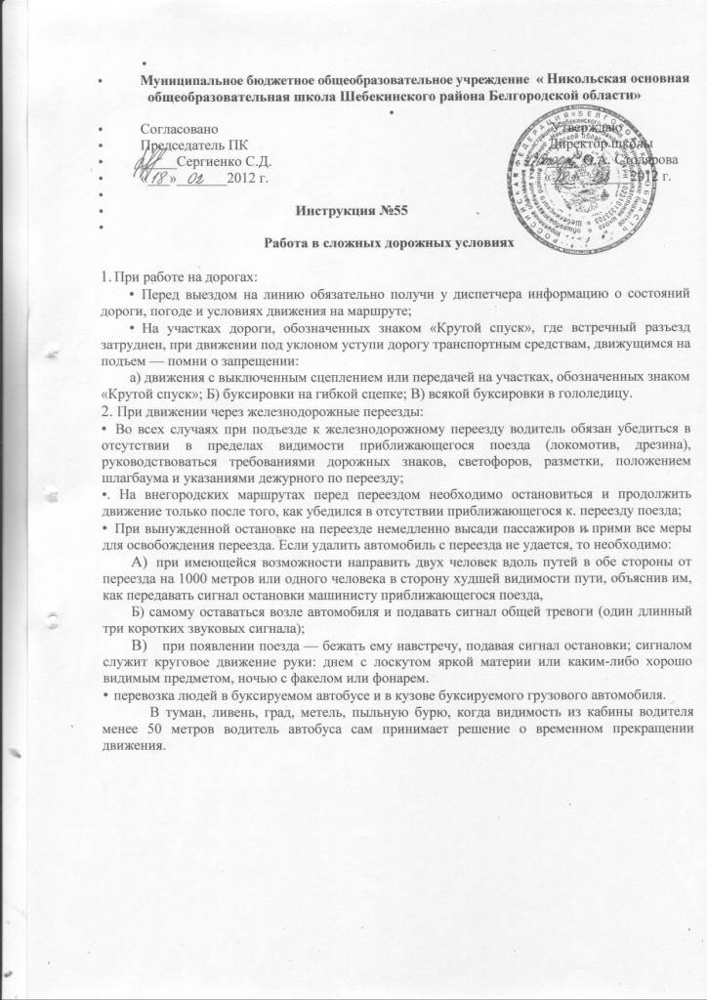 •
• Муниципальное бюджетное общеобразовательное учреждение « Никольская основная
общеобразовательная школа Шебекинского района Белгородской области»
•
• Согласовано Утверждаю
• Председатель ПК Директор школы
• ______Сергиенко С.Д. О.А. Столярова
• «18»__02___2012 г. «18» 2012 г.
•
• Инструкция №55
•
Работа в сложных дорожных условиях
1. При работе на дорогах:
• Перед выездом на линию обязательно получи у диспетчера информацию о состояний
дороги, погоде и условиях движения на маршруте;
• На участках дороги, обозначенных знаком «Крутой спуск», где встречный разъезд
затруднен, при движении под уклоном уступи дорогу транспортным средствам, движущимся на
подъем — помни о запрещении:
а) движения с выключенным сцеплением или передачей на участках, обозначенных знаком
«Крутой спуск»; Б) буксировки на гибкой сцепке; В) всякой буксировки в гололедицу.
2. При движении через железнодорожные переезды:
• Во всех случаях при подъезде к железнодорожному переезду водитель обязан убедиться в
отсутствии в пределах видимости приближающегося поезда (локомотив, дрезина),
руководствоваться требованиями дорожных знаков, светофоров, разметки, положением
шлагбаума и указаниями дежурного по переезду;
•. На внегородских маршрутах перед переездом необходимо остановиться и продолжить
движение только после того, как убедился в отсутствии приближающегося к. переезду поезда;
• При вынужденной остановке на переезде немедленно высади пассажиров и прими все меры
для освобождения переезда. Если удалить автомобиль с переезда не удается, то необходимо:
А) при имеющейся возможности направить двух человек вдоль путей в обе стороны от
переезда на 1000 метров или одного человека в сторону худшей видимости пути, объяснив им,
как передавать сигнал остановки машинисту приближающегося поезда,
Б) самому оставаться возле автомобиля и подавать сигнал общей тревоги (один длинный
три коротких звуковых сигнала);
В) при появлении поезда — бежать ему навстречу, подавая сигнал остановки; сигналом
служит круговое движение руки: днем с лоскутом яркой материи или каким-либо хорошо
видимым предметом, ночью с факелом или фонарем.
• перевозка людей в буксируемом автобусе и в кузове буксируемого грузового автомобиля.
В туман, ливень, град, метель, пыльную бурю, когда видимость из кабины водителя
менее 50 метров водитель автобуса сам принимает решение о временном прекращении
движения.